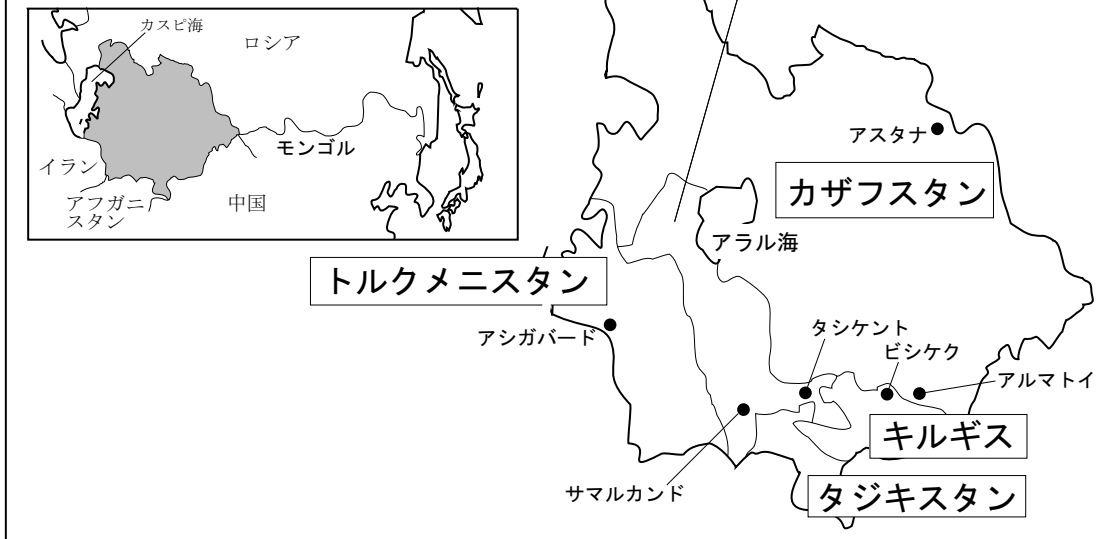 カスピ海
ロシア
モンゴル
イラン
アフガニ
スタン
中国
アスタナ
カザフスタン
アラル海
トルクメニスタン
アシガバード
タシケント
ビシケク
アルマトイ
キルギス
サマルカンド
タジキスタン